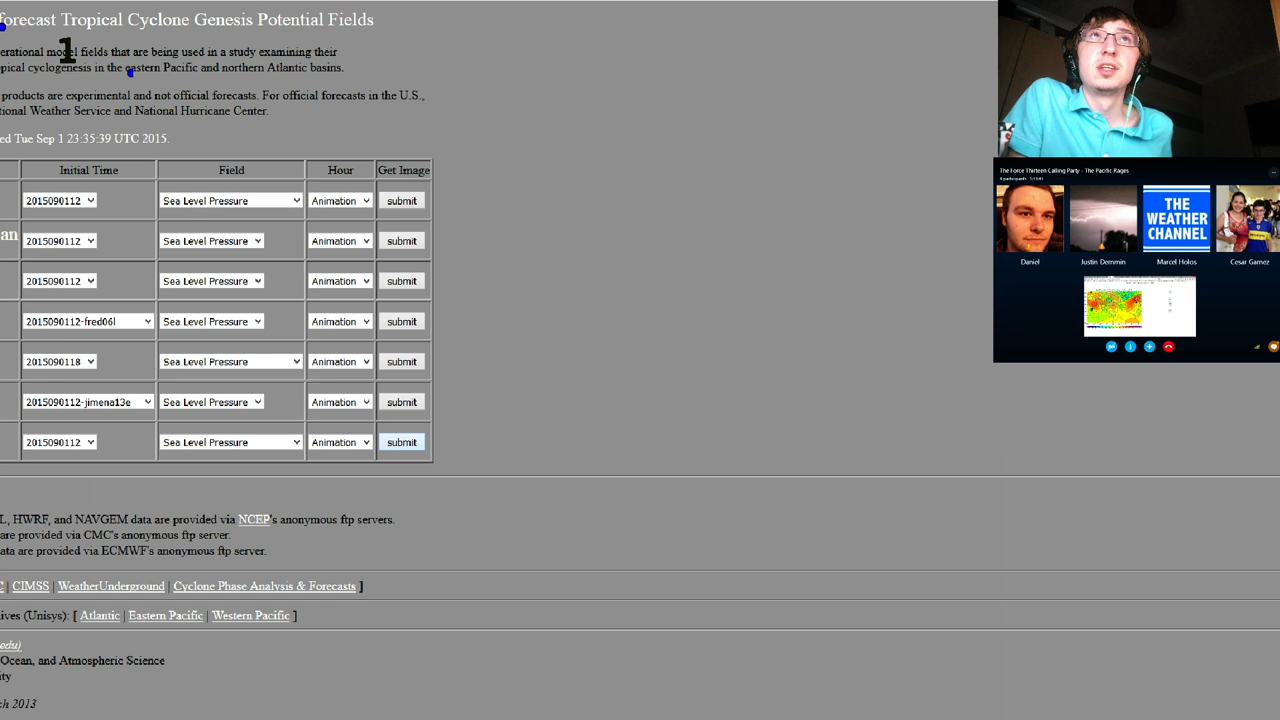 forecast Tropical Cyclone Genesis Potential Fields
1
erational model fields that are being used in a study examining their
pical cyclogenesis in the eastern Pacific and northern Atlantic basins.
products are experimental and not official forecasts. For official forecasts in the U.S.,
tional Weather Service and National Hurricane Center.
ed Tue Sep 1 23:35:39 UTC 2015.
Initial Time Field Hour Get Image
2015090112 Sea Level Pressure Animation submit
an 2015090112 Sea Level Pressure Animation submit
2015090112 Sea Level Pressure Animation submit
2015090112-fred06l Sea Level Pressure Animation submit
2015090118 Sea Level Pressure Animation submit
2015090112-jimena13e Sea Level Pressure Animation submit
2015090112 Sea Level Pressure Animation submit
L, HWRF, and NAVGEM data are provided via NCEP's anonymous ftp servers.
are provided via CMC's anonymous ftp server.
ata are provided via ECMWF's anonymous ftp server.
C | CIMSS | WeatherUnderground | Cyclone Phase Analysis & Forecasts ]
ives (Unisys): [ Atlantic | Eastern Pacific | Western Pacific ]
edu)
Ocean, and Atmospheric Science
ity
ch 2013
The Force Thirteen Calling Party - The Pacific Rages
THE
WEATHER
CHANNEL
Daniel Justin Demmin Marcel Holos Cesar Gamez